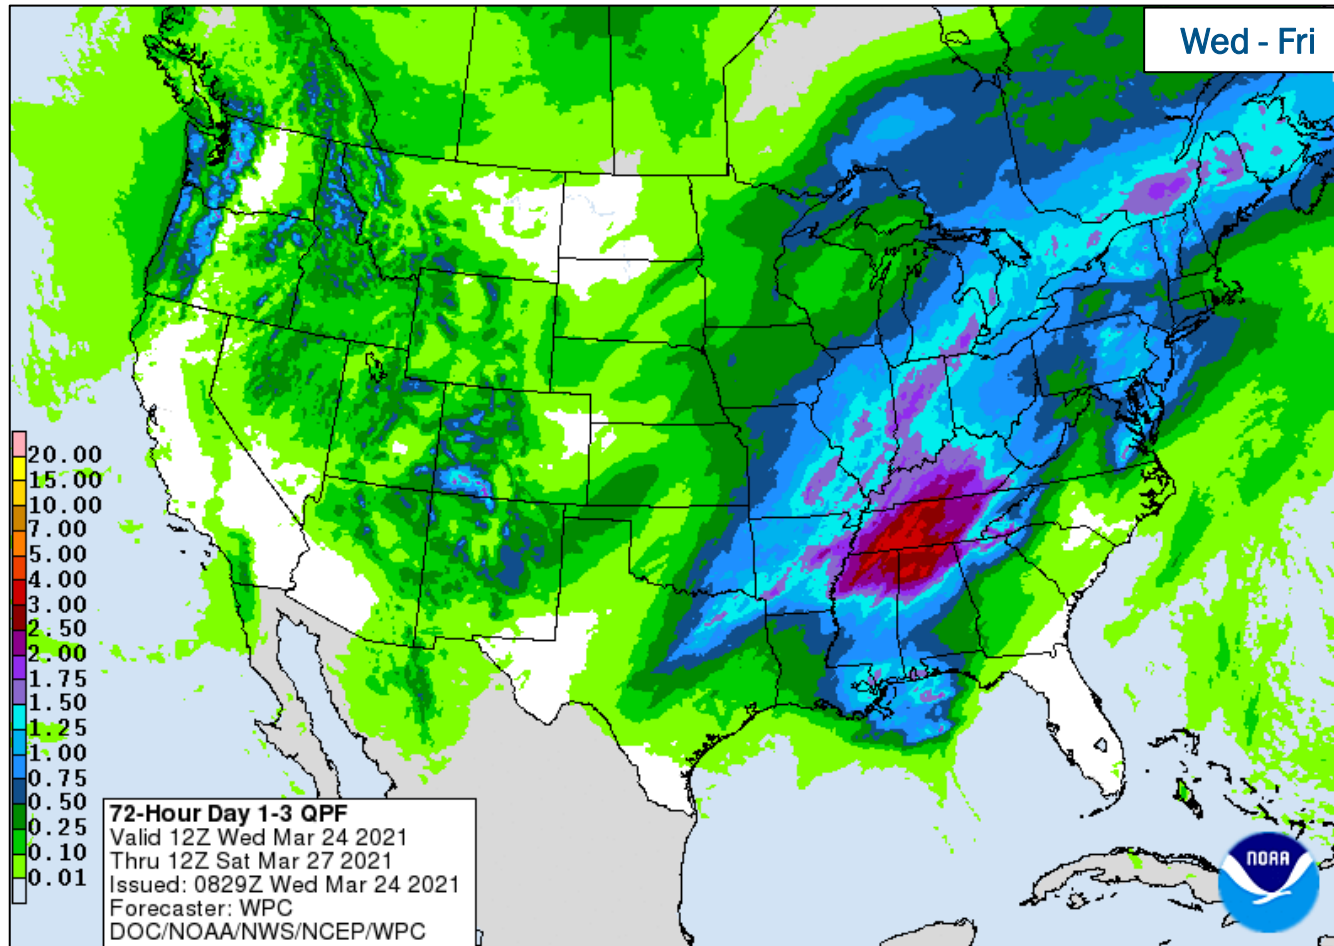 Wed - Fri
20.00
15.00
10.00
7.00
5.00
4.00
3.00
2.50
2.00
1.75
1.50
1.25
1.00
0.75
0.50
0.25
0.10
0.01
72-Hour Day 1-3 QPF
Valid 12Z Wed Mar 24 2021
Thru 12Z Sat Mar 27 2021
Issued: 0829Z Wed Mar 24 2021
Forecaster: WPC
DOC/NOAA/NWS/NCEP/WPC
NOAA